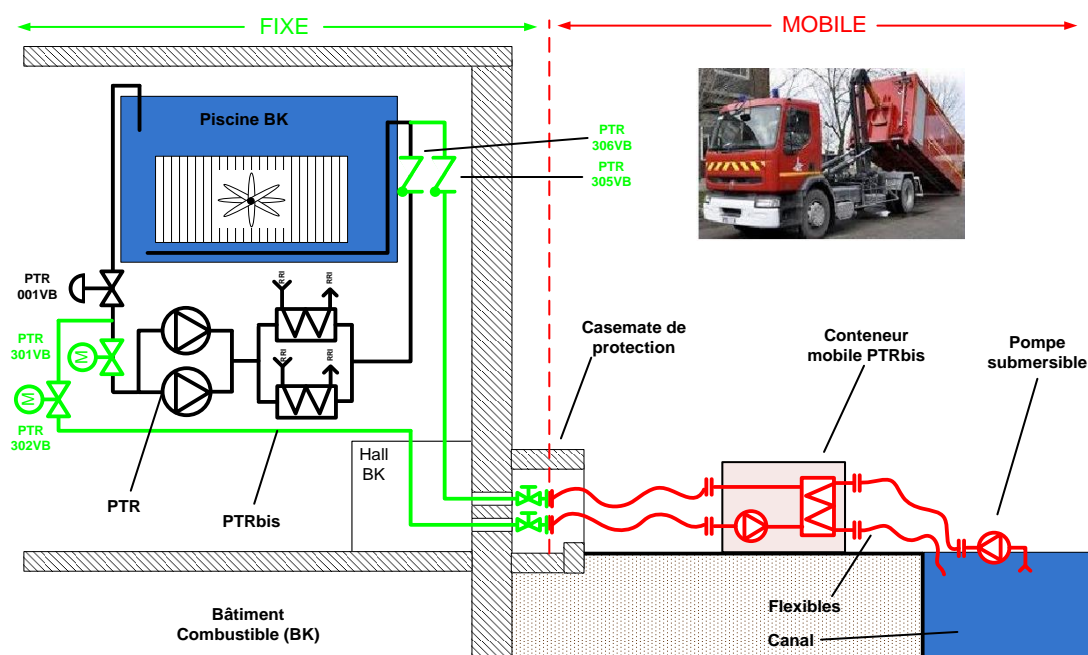 FIXE
MOBILE
Piscine BK
PTR
306VB
PTR
305VB
PTR
001VB
RRI
RRI
PTR
301VB
M
RRI
RRI
M
PTR
302VB
Casemate de
protection
Conteneur
mobile PTRbis
Pompe
submersible
Hall
BK
PTR
PTRbis
Flexibles
Canal
Bâtiment
Combustible (BK)